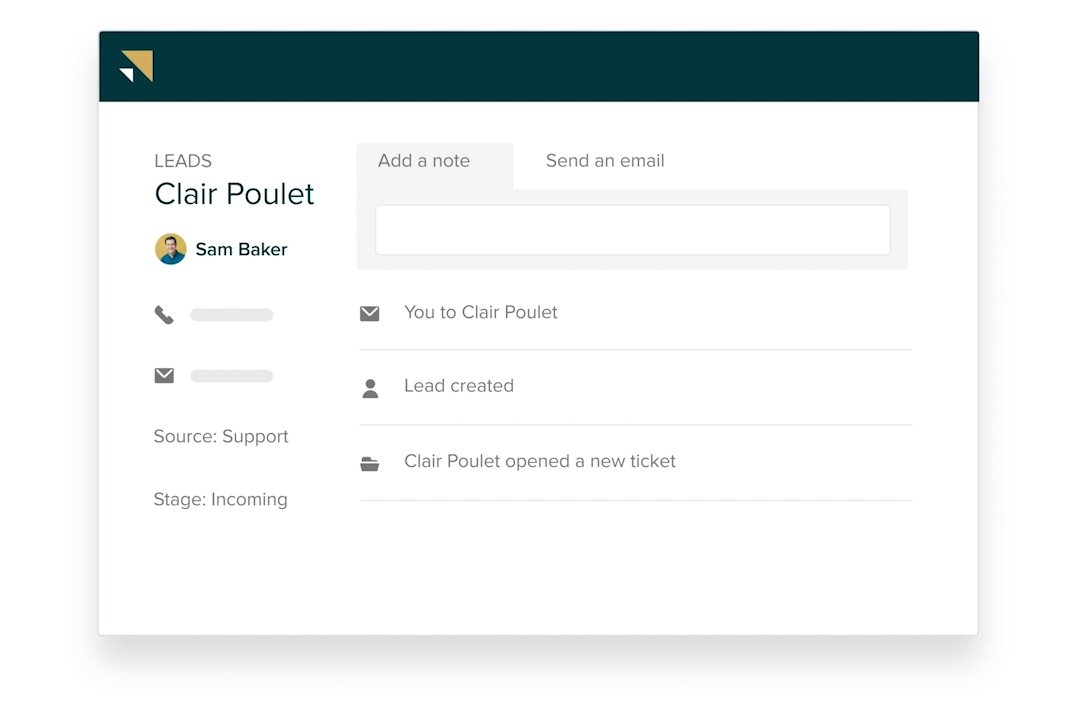 LEADS
Clair Poulet
Sam Baker
Source: Support
Stage: Incoming
Add a note
Send an email
You to Clair Poulet
Lead created
Clair Poulet opened a new ticket